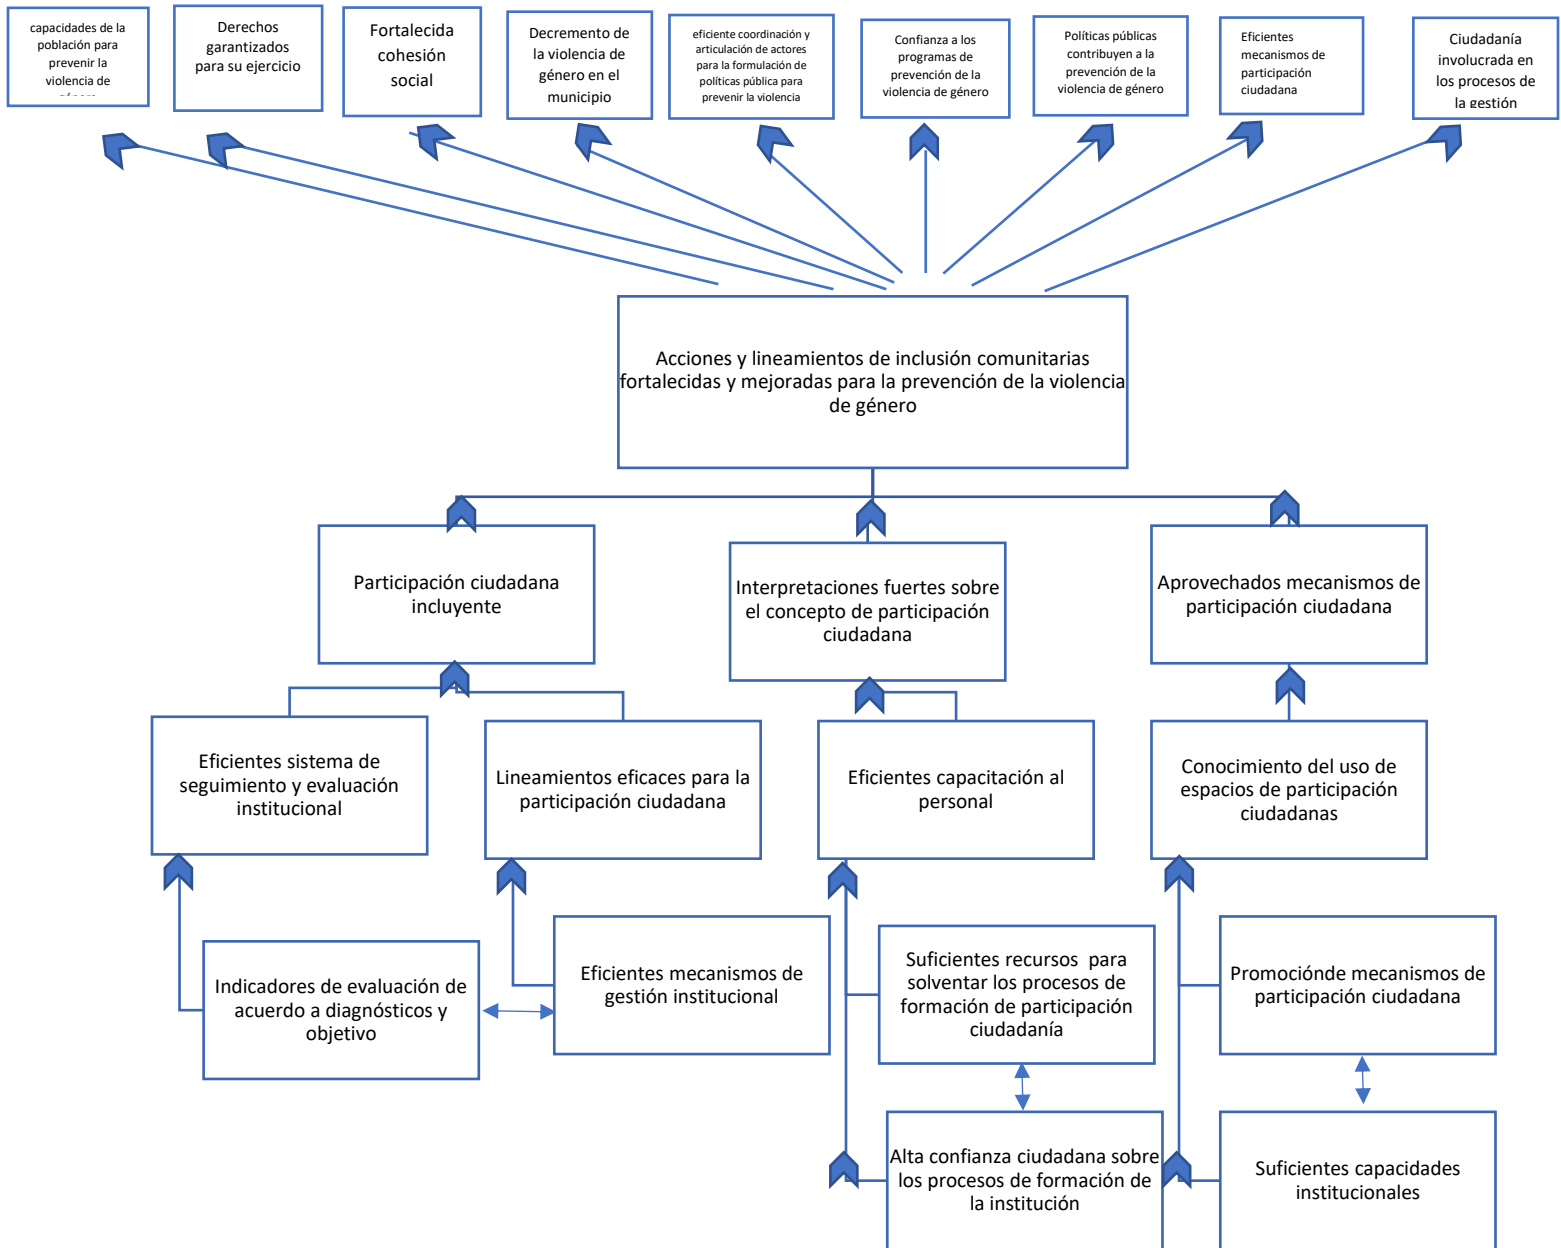 capacidades de la
población para
prevenir la
violencia de
Derechos
garantizados
para su ejercicio
Fortalecida
cohesión
social
Decremento de
la violencia de
género en el
municipio
eficiente coordinación y
articulación de actores
para la formulación de
políticas pública para
prevenir la violencia
Confianza a los
programas de
prevención de la
violencia de género
Políticas públicas
contribuyen a la
prevención de la
violencia de género
Eficientes
mecanismos de
participación
ciudadana
Ciudadanía
involucrada en
los procesos de
la gestión
Acciones y lineamientos de inclusión comunitarias
fortalecidas y mejoradas para la prevención de la violencia
de género
Participación ciudadana
incluyente
Interpretaciones fuertes sobre
el concepto de participación
ciudadana
Aprovechados mecanismos de
participación ciudadana
Eficientes sistema de
seguimiento y evaluación
institucional
Lineamientos eficaces para la
participación ciudadana
Eficientes capacitación al
personal
Conocimiento del uso de
espacios de participación
ciudadanas
Indicadores de evaluación de
acuerdo a diagnósticos y
objetivo
Eficientes mecanismos de
gestión institucional
Suficientes recursos  para
solventar los procesos de
formación de participación
ciudadanía
Promociónde mecanismos de
participación ciudadana
Alta confianza ciudadana sobre
los procesos de formación de
la institución
Suficientes capacidades
institucionales